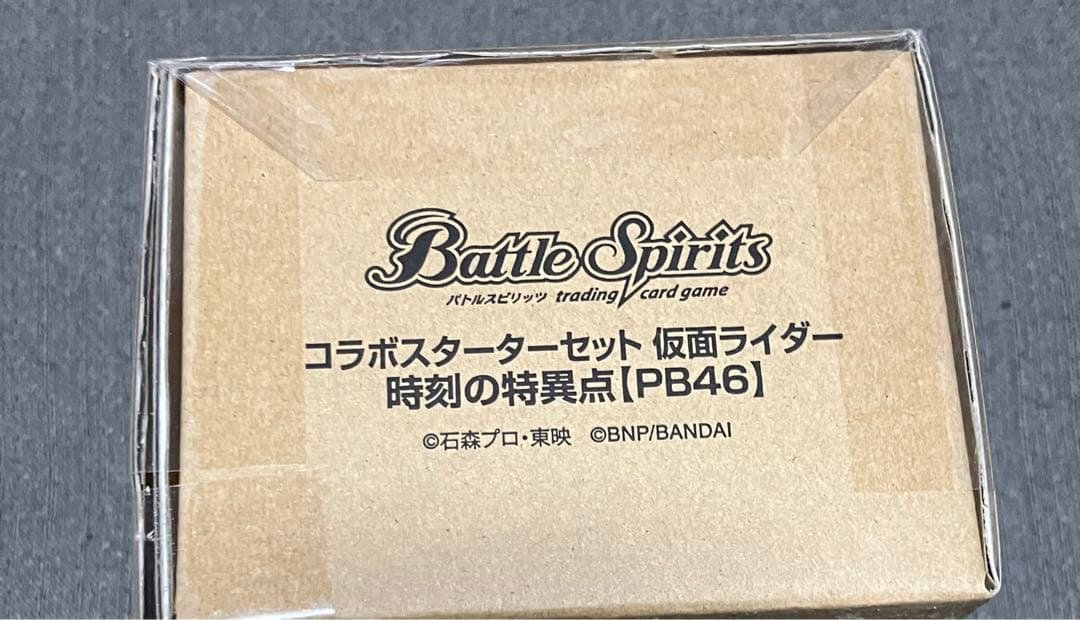 Battle Spirits
バトルスピリッツ trading card game
コラボスターターセット 仮面ライダー
時刻の特異点【PB46】
©石森プロ・東映 ©BNP/BANDAI